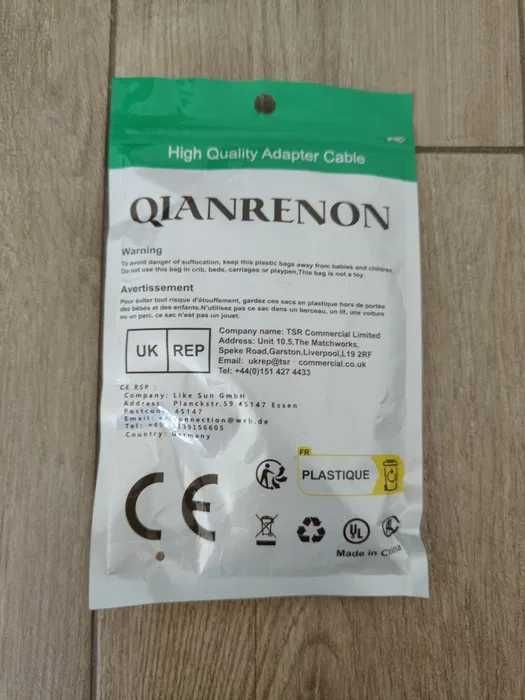 High Quality Adapter Cable
QIANRENON
Warning
To avoid danger of suffocation, keep this plastic bags away from babies and children
Do not use this bag in crib, beds, carriages or playpen,This bag is not a toy
Avertissement
Pour éviter tout risque d'étouffement, gardez ces sacs en plastique hors de portée
des bébés et des enfants.N'utilisez pas ce sac dans un berceau, un lit, une voiture
ou un parc. ce sac n'est pas un jouet.
UK REP
Company name: TSR Commercial Limited
Address: Unit 10.5,The Matchworks,
Speke Road,Garston,Liverpool,L19 2RF
Email: ukrep@tsr commercial.co.uk
Tel: +44(0)151 427 4433
CE RSP :
Company: Like Sun GmbH
Address: Planckstr.59 45147 Essen
Postcode: 45147
Email:
Tel:
Country: Germany
CE
FR
PLASTIQUE
UL
Made in China